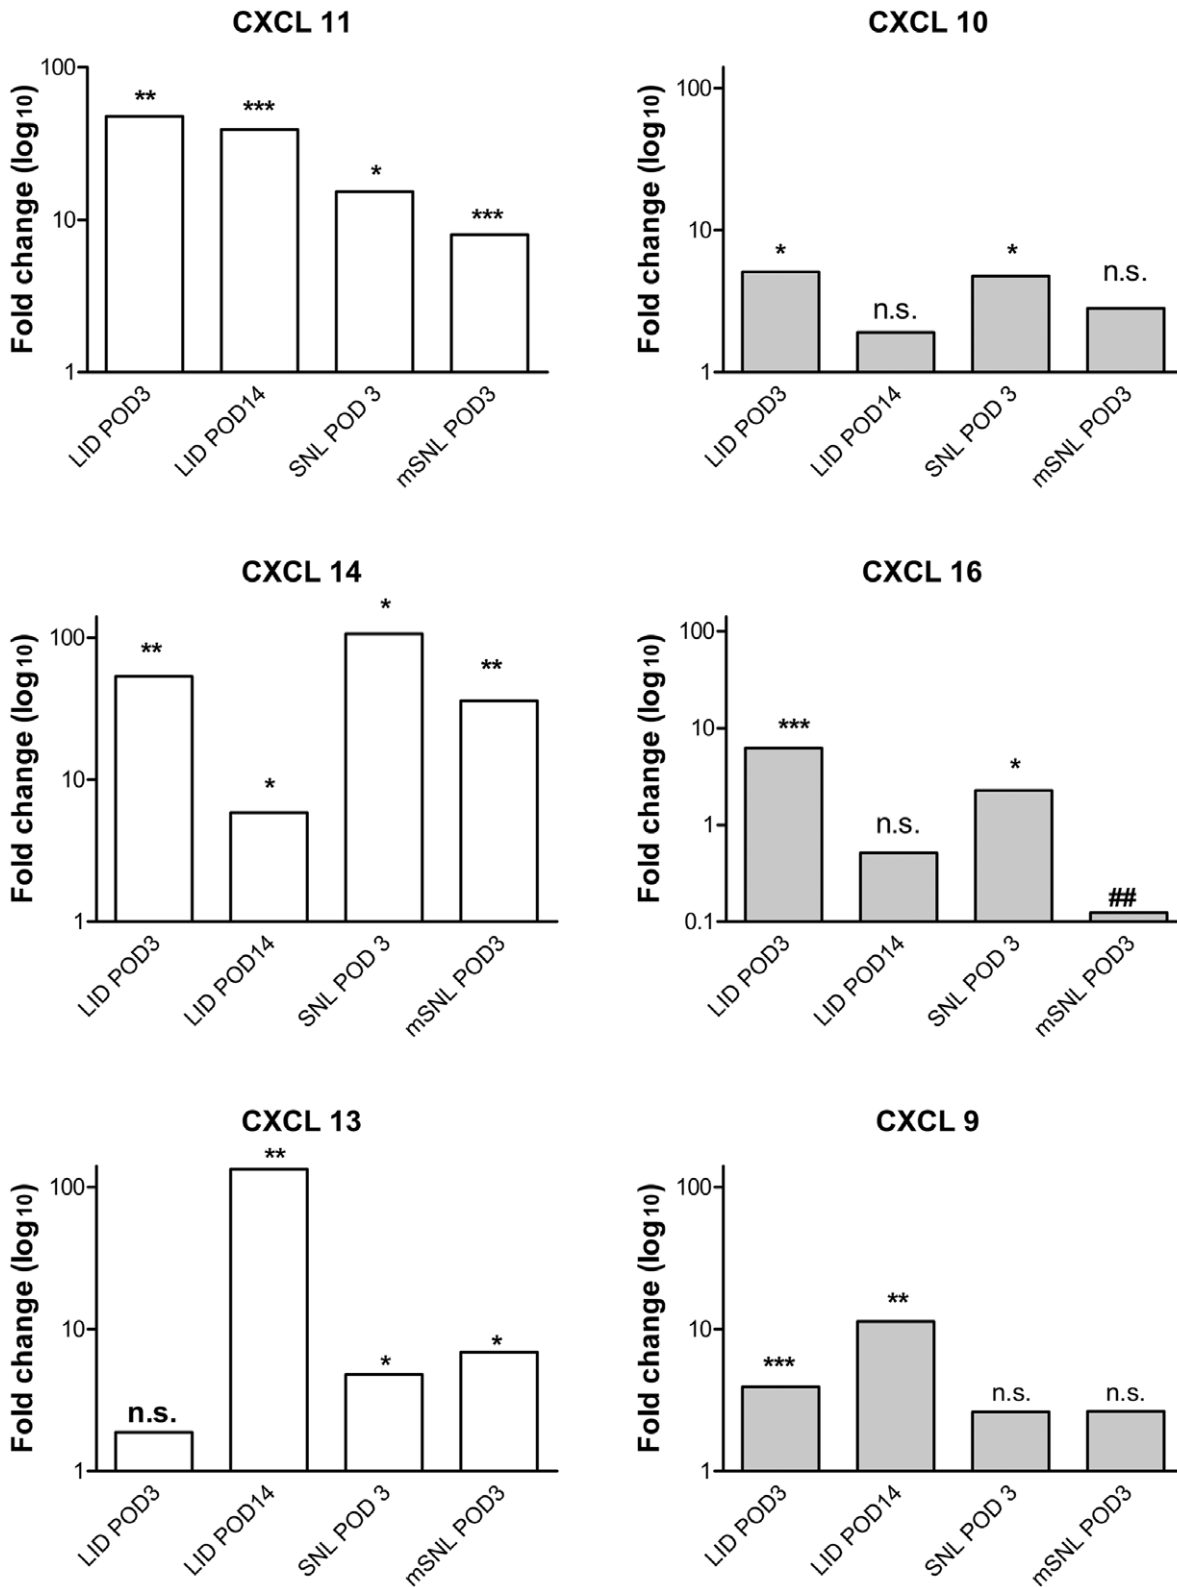 CXCL 11
Fold change (log10)
100
10
1
**
***
*
***
LID POD3
LID POD14
SNL POD 3
mSNL POD3
CXCL 10
Fold change (log10)
100
10
1
*
n.s.
*
n.s.
LID POD3
LID POD14
SNL POD 3
mSNL POD3
CXCL 14
Fold change (log10)
100
10
1
**
*
*
**
LID POD3
LID POD14
SNL POD 3
mSNL POD3
CXCL 16
Fold change (log10)
100
10
1
0.1
***
n.s.
*
##
LID POD3
LID POD14
SNL POD 3
mSNL POD3
CXCL 13
Fold change (log10)
100
10
1
n.s.
**
*
*
LID POD3
LID POD14
SNL POD 3
mSNL POD3
CXCL 9
Fold change (log10)
100
10
1
***
**
n.s.
n.s.
LID POD3
LID POD14
SNL POD 3
mSNL POD3